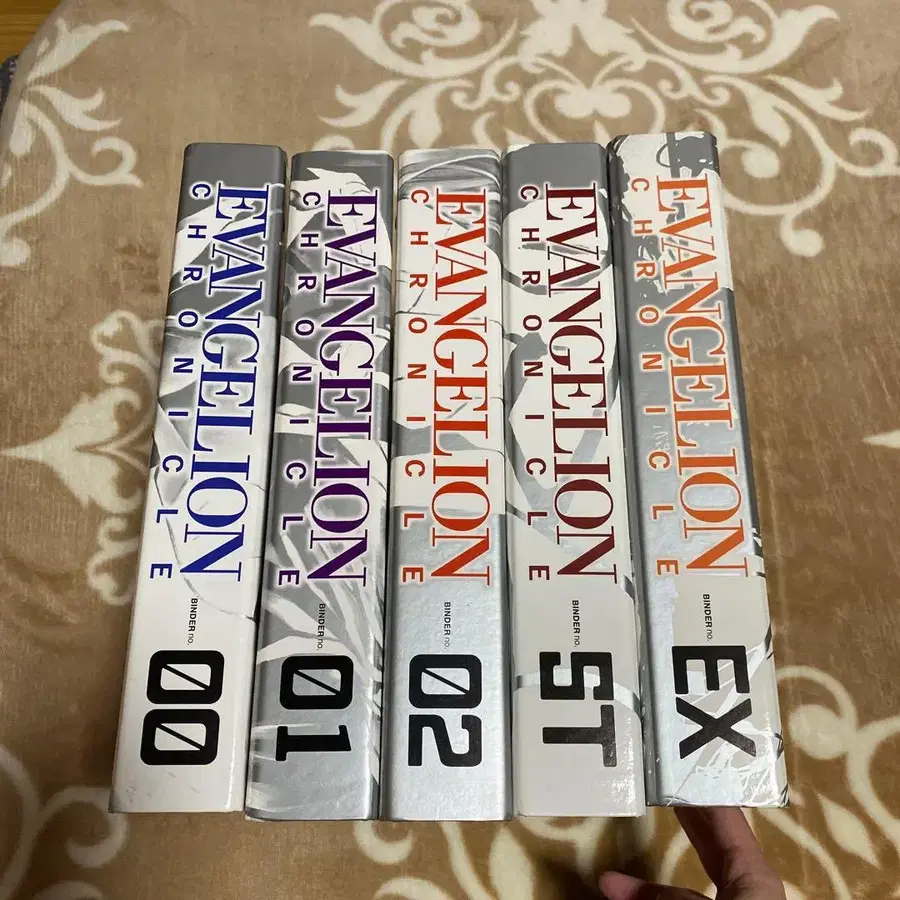 EVANGELION
CHRONICLE
BINDER no.
00
EVANGELION
CHRONICLE
BINDER no.
01
EVANGELION
CHRONICLE
BINDER no.
02
EVANGELION
CHRONICLE
BINDER no.
ST
EVANGELION
CHRONICLE
BINDER no.
EX